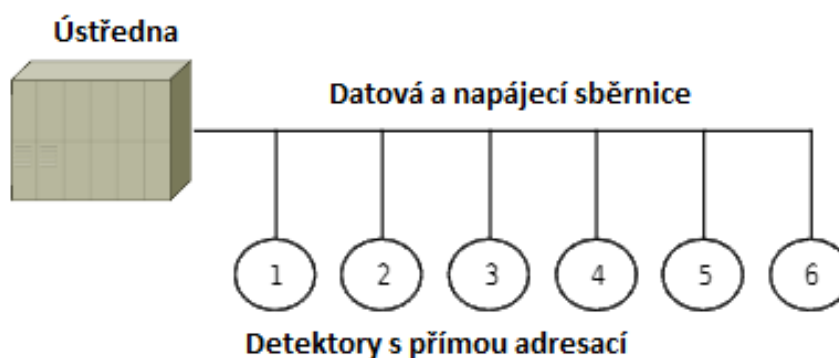 Ústředna
Datová a napájecí sběrnice
1 2 3 4 5 6
Detektory s přímou adresací